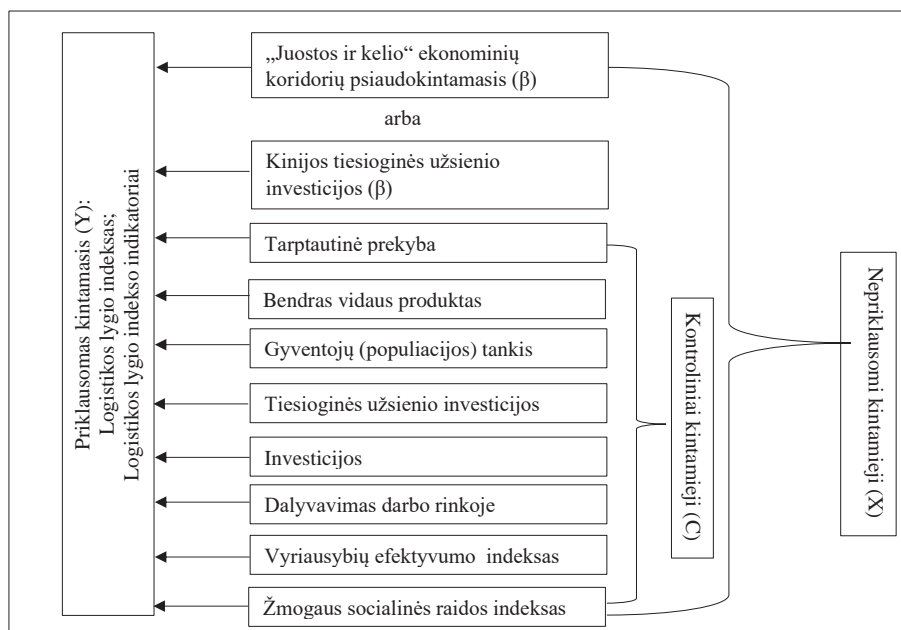 Priklausomas kintamasis (Y):
Logistikos lygio indeksas;
Logistikos lygio indekso indikatoriai
„Juostos ir kelio“ ekonominių
koridorių psiaudokintamasis (β)
arba
Kinijos tiesioginės užsienio
investicijos (β)
Tarptautinė prekyba
Bendras vidaus produktas
Gyventojų (populiacijos) tankis
Tiesioginės užsienio investicijos
Investicijos
Dalyvavimas darbo rinkoje
Vyriausybių efektyvumo indeksas
Žmogaus socialinės raidos indeksas
Kontroliniai kintamieji (C)
Nepriklausomi kintamieji (X)